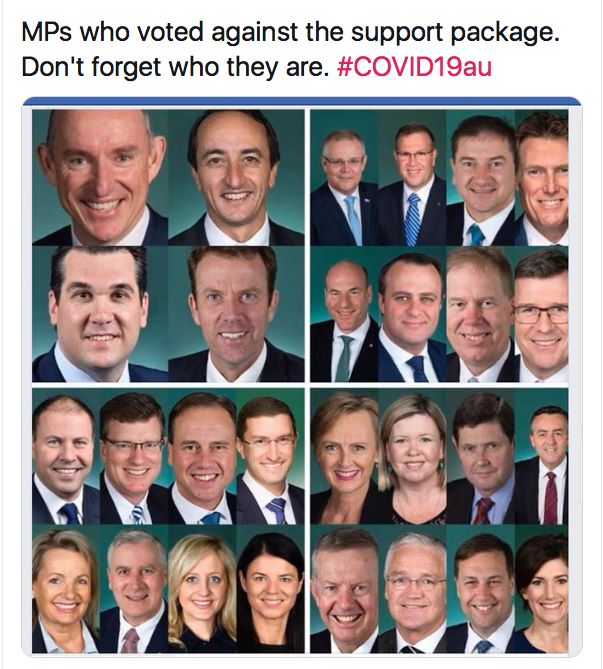 MPs who voted against the support package.
Don't forget who they are. #COVID19au